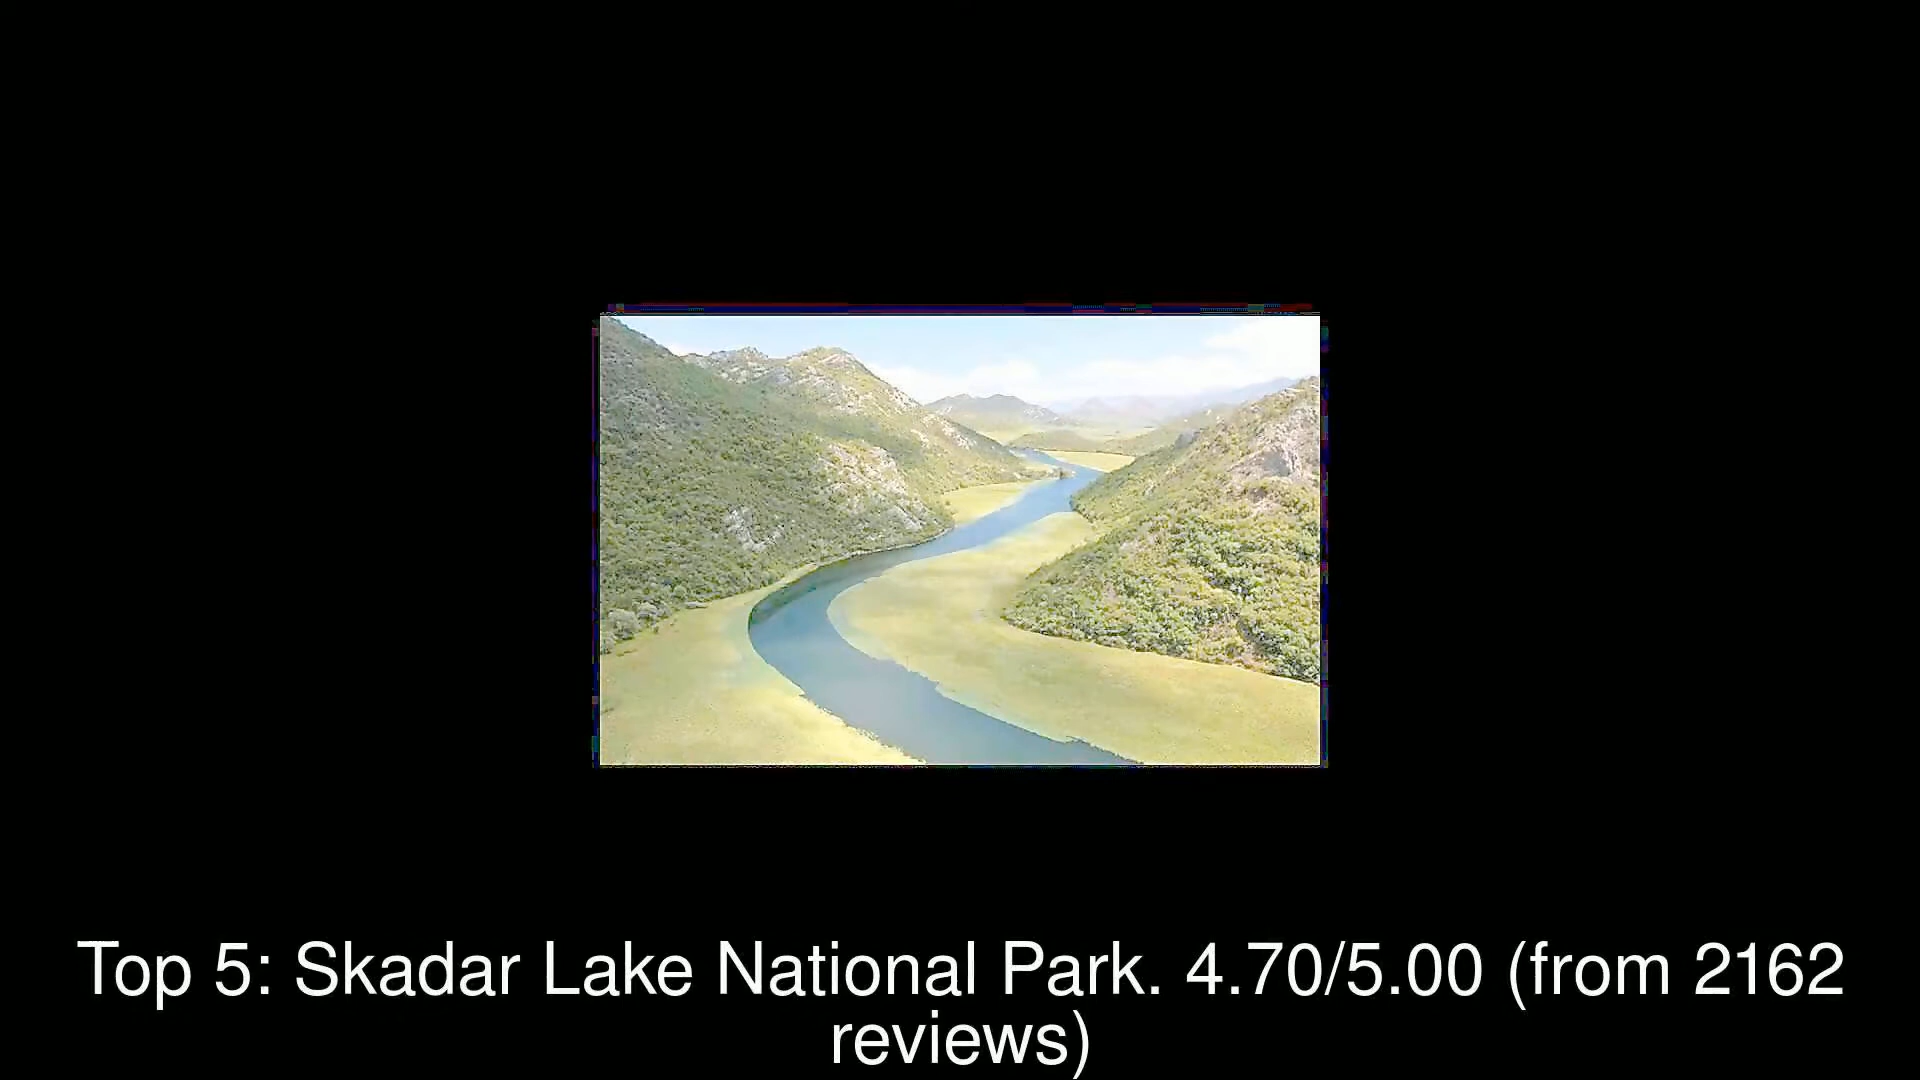 Top 5: Skadar Lake National Park. 4.70/5.00 (from 2162
reviews)